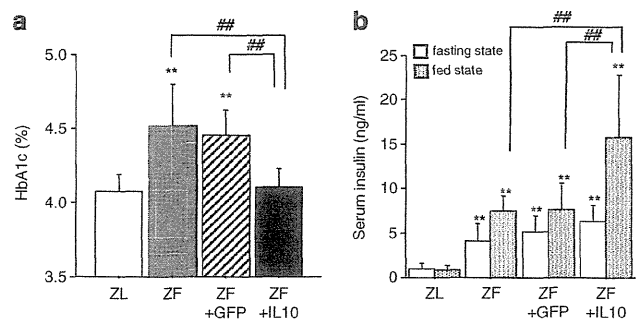 a
##
##
5.0
**
**
4.5
HbA1c (%)
4.0
3.5
ZL
ZF
ZF
+GFP
ZF
+IL10
b
##
##
fasting state
fed state
25
**
20
Serum insulin (ng/ml)
15
10
**
**
**
**
**
5
0
ZL
ZF
ZF
+GFP
ZF
+IL10